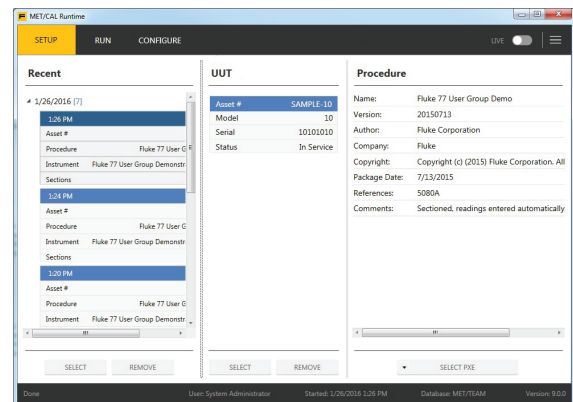 MET/CAL Runtime
SETUP RUN CONFIGURE LIVE
Recent
1/26/2016 [7]
1:26 PM
Asset #
Procedure Fluke 77 User G
Instrument Fluke 77 User Group Demonstr
Sections
1:24 PM
Asset #
Procedure Fluke 77 User G
Instrument Fluke 77 User Group Demonstr
Sections
1:20 PM
Asset #
Procedure Fluke 77 User G
Instrument Fluke 77 User Group Demonstr
SELECT REMOVE
UUT
Asset # SAMPLE-10
Model 10
Serial 10101010
Status In Service
SELECT REMOVE
Procedure
Name: Fluke 77 User Group Demo
Version: 20150713
Author: Fluke Corporation
Company: Fluke
Copyright: Copyright (c) (2015) Fluke Corporation. All
Package Date: 7/13/2015
References: 5080A
Comments: Sectioned, readings entered automatically
SELECT PXE
Done User: System Administrator Started: 1/26/2016 1:26 PM Database: MET/TEAM Version: 9.0.0